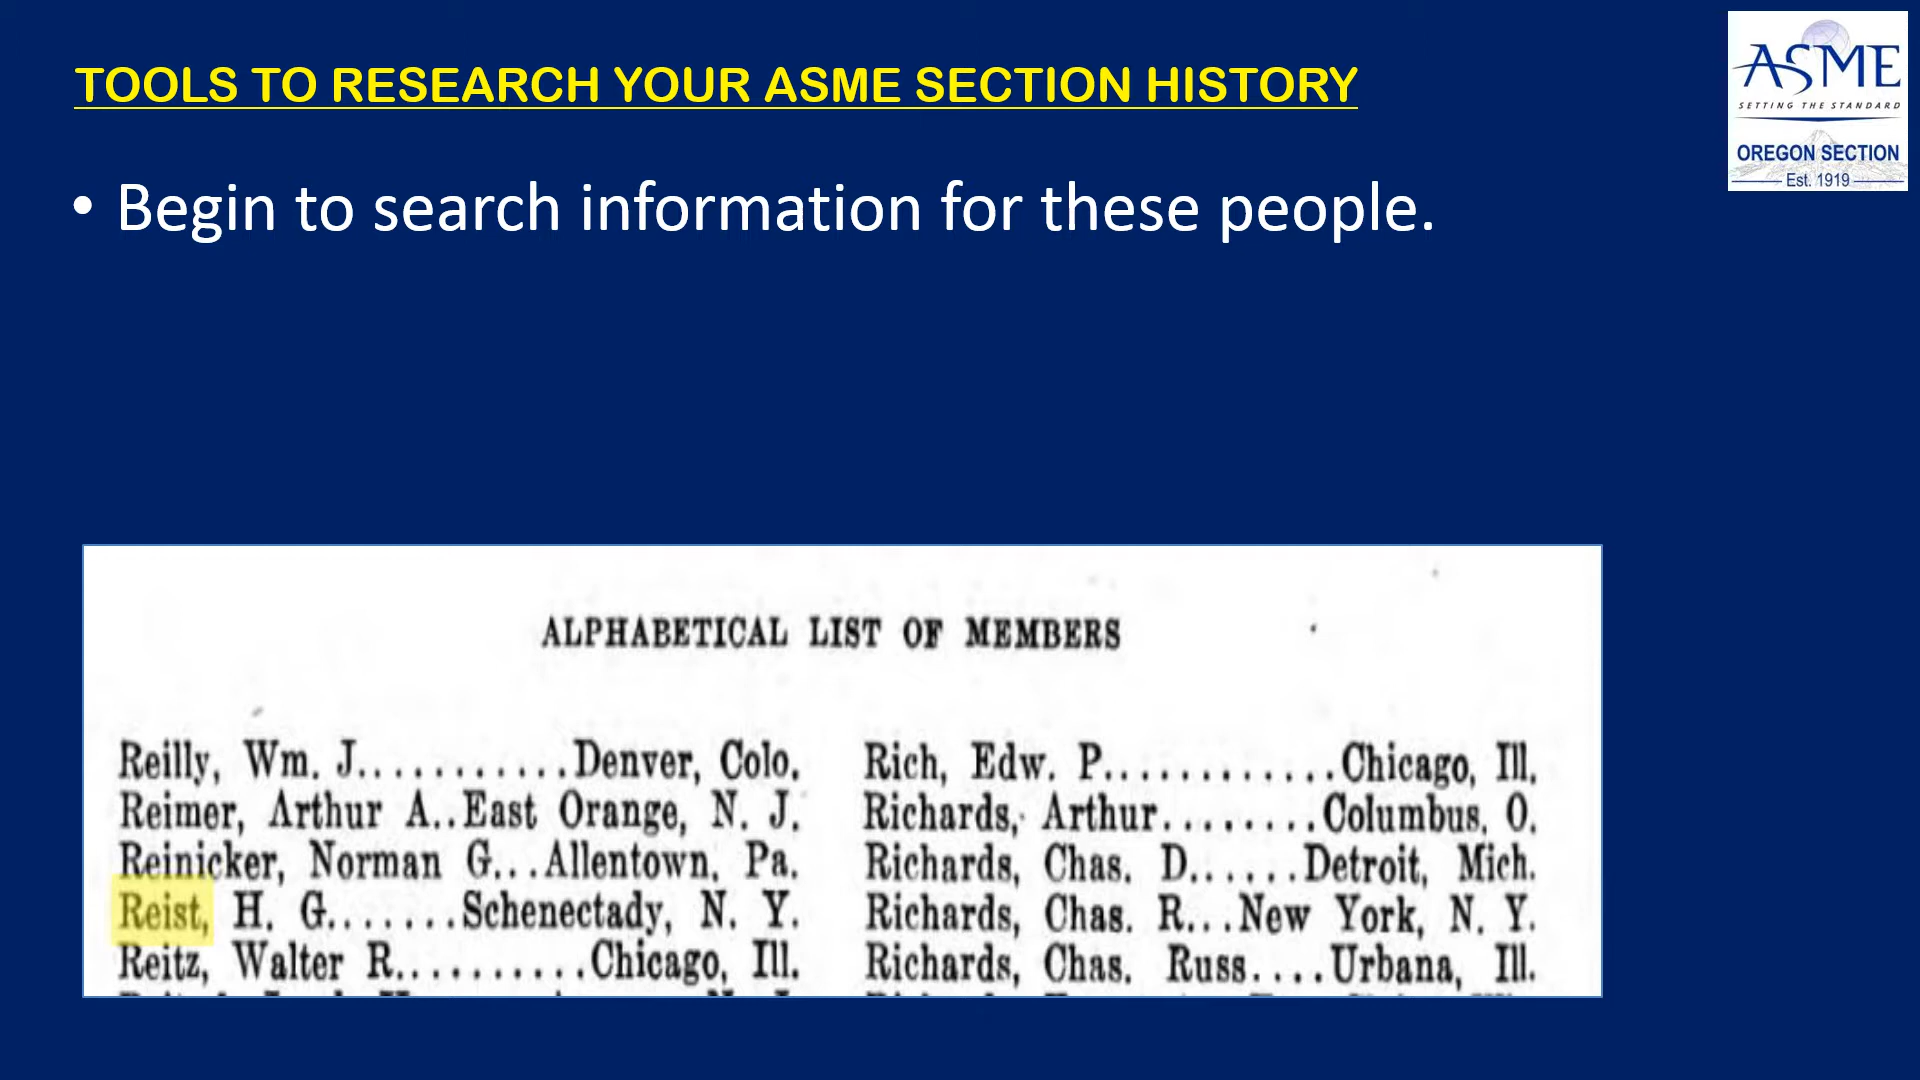 TOOLS TO RESEARCH YOUR ASME SECTION HISTORY
ASME
SETTING THE STANDARD
OREGON SECTION
Est. 1919
• Begin to search information for these people.
ALPHABETICAL LIST OF MEMBERS
Reilly, Wm. J...........Denver, Colo.
Reimer, Arthur A..East Orange, N. J.
Reinicker, Norman G...Allentown, Pa.
Reist, H. G.......Schenectady, N. Y.
Reitz, Walter R..........Chicago, Ill.
Rich, Edw. P............Chicago, Ill.
Richards, Arthur........Columbus, O.
Richards, Chas. D......Detroit, Mich.
Richards, Chas. R...New York, N. Y.
Richards, Chas. Russ....Urbana, Ill.